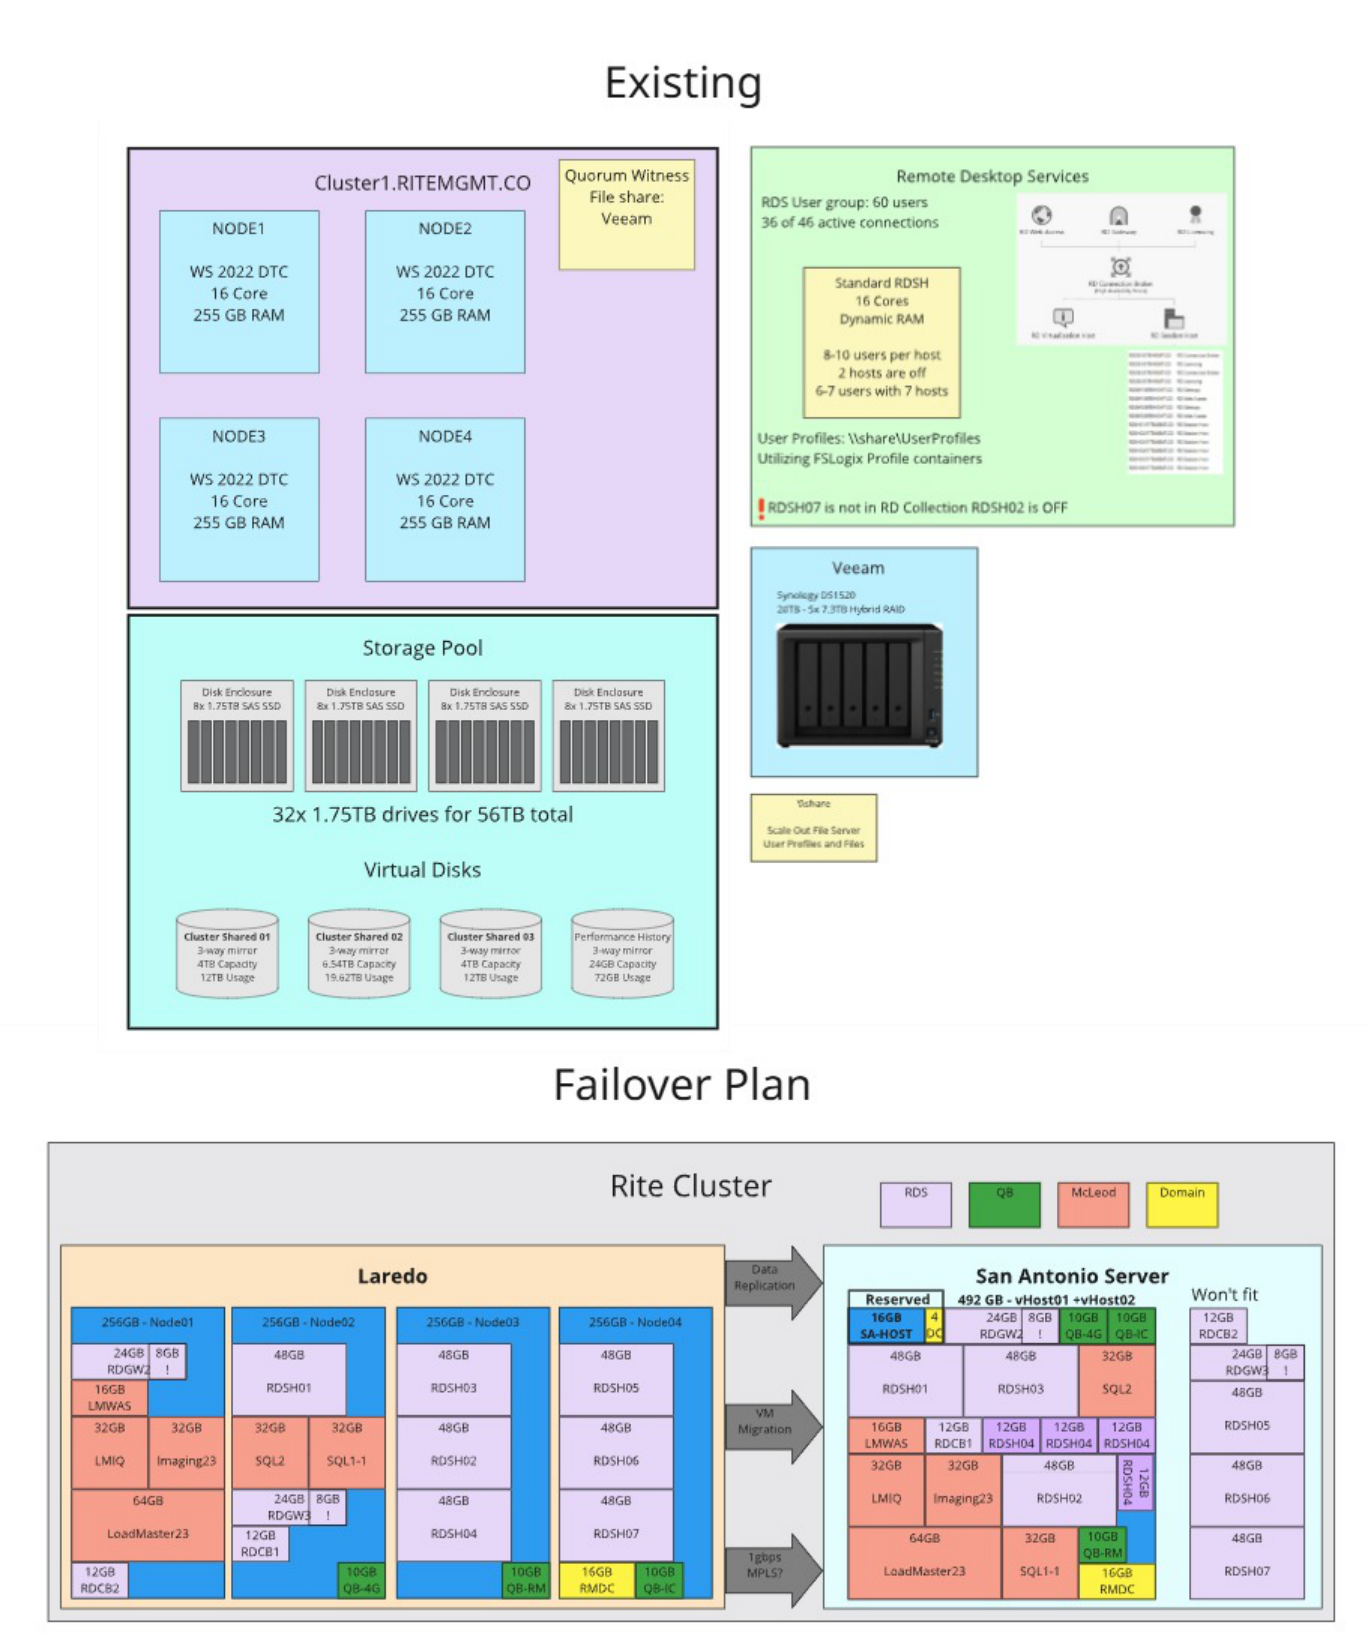 Existing
Cluster1.RITEMGMT.CO
Quorum Witness
File share:
Veeam
NODE1
WS 2022 DTC
16 Core
255 GB RAM
NODE2
WS 2022 DTC
16 Core
255 GB RAM
NODE3
WS 2022 DTC
16 Core
255 GB RAM
NODE4
WS 2022 DTC
16 Core
255 GB RAM
Storage Pool
Disk Enclosure
8x 1.75TB SAS SSD
Disk Enclosure
8x 1.75TB SAS SSD
Disk Enclosure
8x 1.75TB SAS SSD
Disk Enclosure
8x 1.75TB SAS SSD
32x 1.75TB drives for 56TB total
Virtual Disks
Cluster Shared 01
3-way mirror
4TB Capacity
12TB Usage
Cluster Shared 02
3-way mirror
6.54TB Capacity
19.62TB Usage
Cluster Shared 03
3-way mirror
4TB Capacity
12TB Usage
Performance History
3-way mirror
24GB Capacity
72GB Usage
Remote Desktop Services
RDS User group: 60 users
36 of 46 active connections
RD Web Access
RD Gateway
RD Licensing
RD Connection Broker
RD Virtualization Host
RD Session Host
Standard RDSH
16 Cores
Dynamic RAM
8-10 users per host
2 hosts are off
6-7 users with 7 hosts
User Profiles: \\share\UserProfiles
Utilizing FSLogix Profile containers
RDSH07 is not in RD Collection RDSH02 is OFF
Veeam
Synology DS1520
20TB - 5x 7.3TB Hybrid RAID
\\share
Scale Out File Server
User Profiles and Files
Failover Plan
Rite Cluster
RDS
QB
McLeod
Domain
Laredo
256GB - Node01
24GB
RDGW2
8GB
!
16GB
LMWAS
32GB
LMIQ
32GB
Imaging23
64GB
LoadMaster23
12GB
RDCB2
256GB - Node02
48GB
RDSH01
32GB
SQL2
32GB
SQL1-1
24GB
RDGW3
8GB
!
12GB
RDCB1
10GB
QB-4G
256GB - Node03
48GB
RDSH03
48GB
RDSH02
48GB
RDSH04
10GB
QB-RM
256GB - Node04
48GB
RDSH05
48GB
RDSH06
48GB
RDSH07
16GB
RMDC
10GB
QB-IC
Data
Replication
VM
Migration
1gbps
MPLS?
San Antonio Server
Reserved
492 GB - vHost01 +vHost02
16GB
SA-HOST
4
DC
24GB
RDGW2
8GB
!
10GB
QB-4G
10GB
QB-IC
48GB
RDSH01
48GB
RDSH03
32GB
SQL2
16GB
LMWAS
12GB
RDCB1
12GB
RDSH04
12GB
RDSH04
12GB
RDSH04
32GB
LMIQ
32GB
Imaging23
48GB
RDSH02
12GB
RDSH04
64GB
LoadMaster23
32GB
SQL1-1
10GB
QB-RM
16GB
RMDC
Won't fit
12GB
RDCB2
24GB
RDGW3
8GB
!
48GB
RDSH05
48GB
RDSH06
48GB
RDSH07